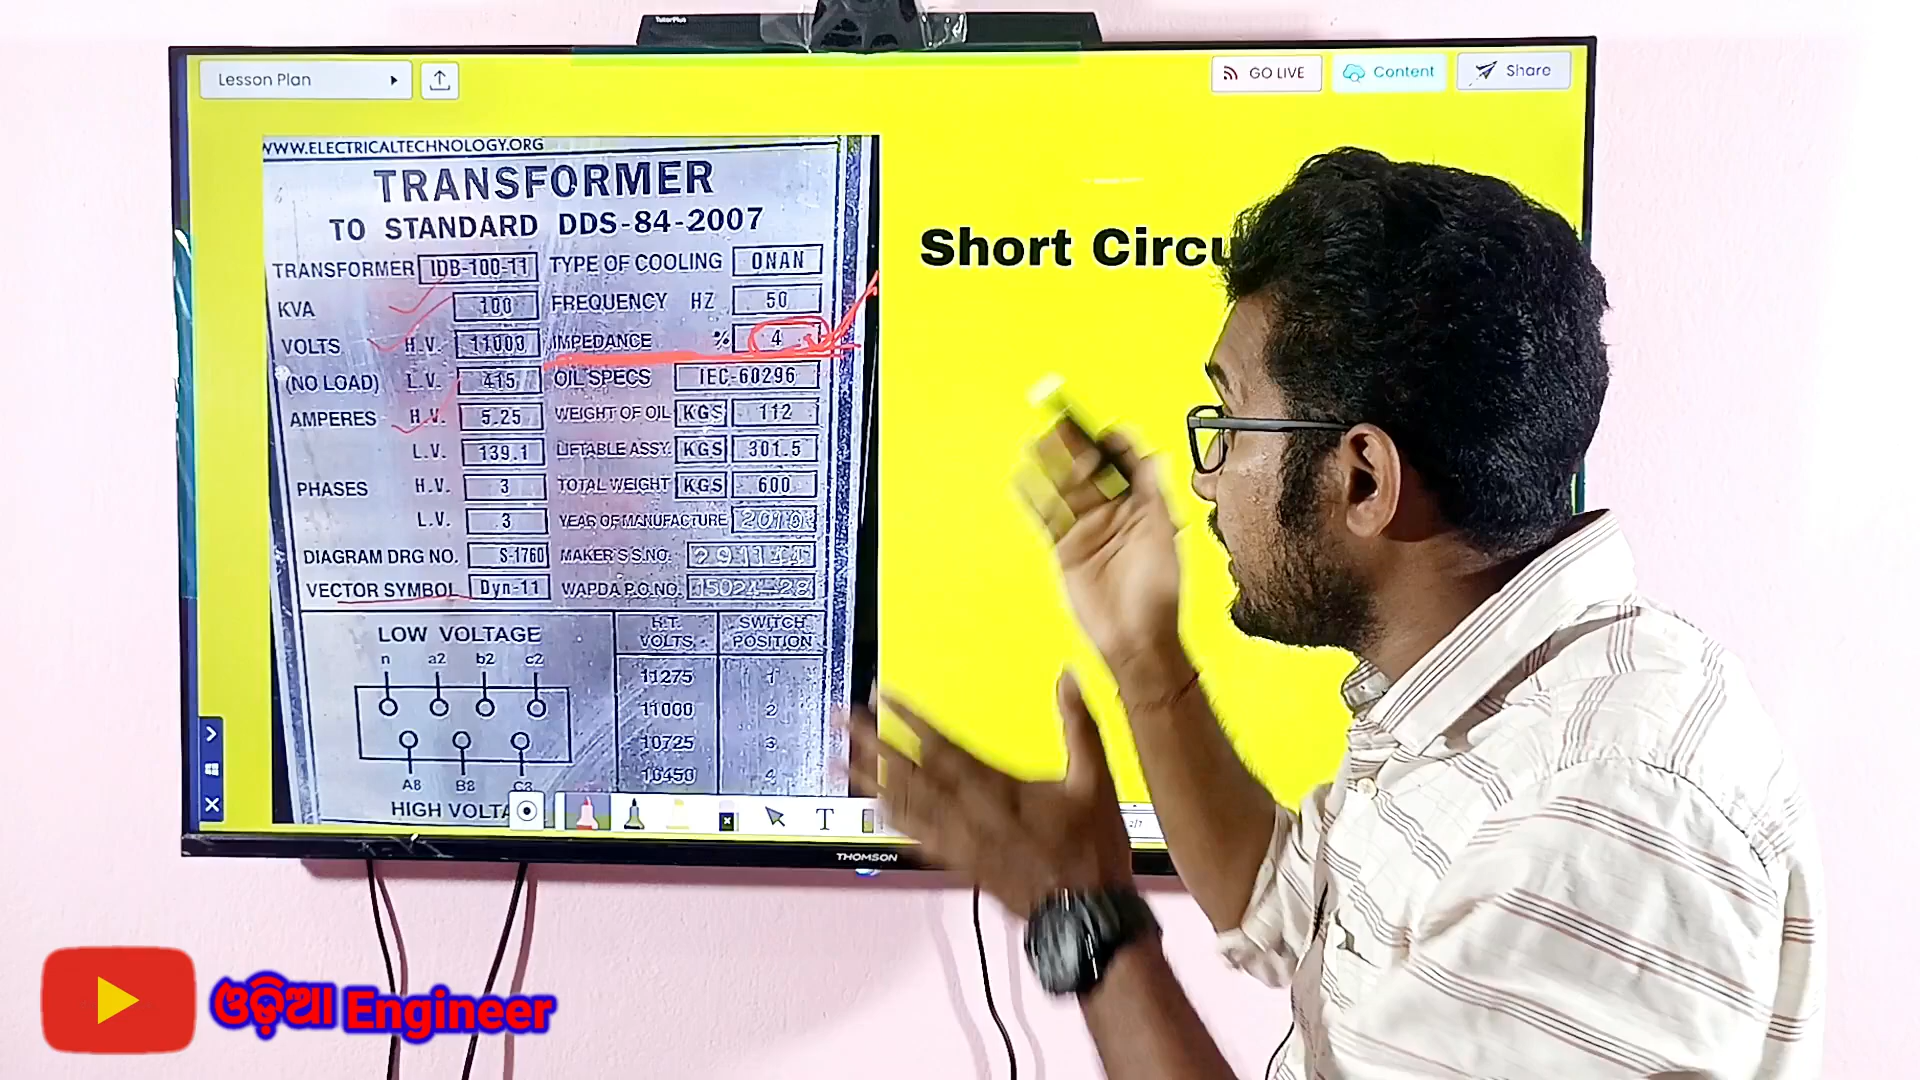 TutorPlus
Lesson Plan
GO LIVE
Content
Share
WWW.ELECTRICALTECHNOLOGY.ORG
TRANSFORMER
TO STANDARD DDS-84-2007
TRANSFORMER IDB-100-11 TYPE OF COOLING ONAN
KVA 100 FREQUENCY HZ 50
VOLTS H.V. 11000 IMPEDANCE % 4
(NO LOAD) L.V. 415 OIL SPECS IEC-60296
AMPERES H.V. 5.25 WEIGHT OF OIL KGS 112
L.V. 139.1 LIFTABLE ASSY. KGS 301.5
PHASES H.V. 3 TOTAL WEIGHT KGS 600
L.V. 3 YEAR OF MANUFACTURE 2010
DIAGRAM DRG NO. S-1760 MAKER'S S.NO.
VECTOR SYMBOL Dyn-11 WAPDA P.O.NO.
LOW VOLTAGE
n a2 b2 c2
A8 B8 C8
HIGH VOLTA
H.T. VOLTS SWITCH POSITION
11275 1
11000 2
10725 3
10450 4
Short Circu
T
THOMSON
ଓଡ଼ିଆ Engineer